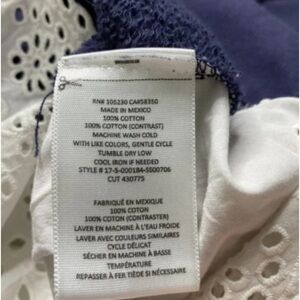 RN# 105230 CA#58350
MADE IN MEXICO
100% COTTON
100% COTTON (CONTRAST)
MACHINE WASH COLD
WITH LIKE COLORS, GENTLE CYCLE
TUMBLE DRY LOW
COOL IRON IF NEEDED
STYLE # 17-5-000184-SS00706
CUT 430775
FABRIQUÉ EN MEXIQUE
100% COTON
100% COTON (CONTRASTER)
LAVER EN MACHINE À L'EAU FROIDE
LAVER AVEC COULEURS SIMILAIRES
CYCLE DÉLICAT
SÉCHER EN MACHINE À BASSE
TEMPÉRATURE
REPASSER À FER TIÈDE SI NÉCESSAIRE